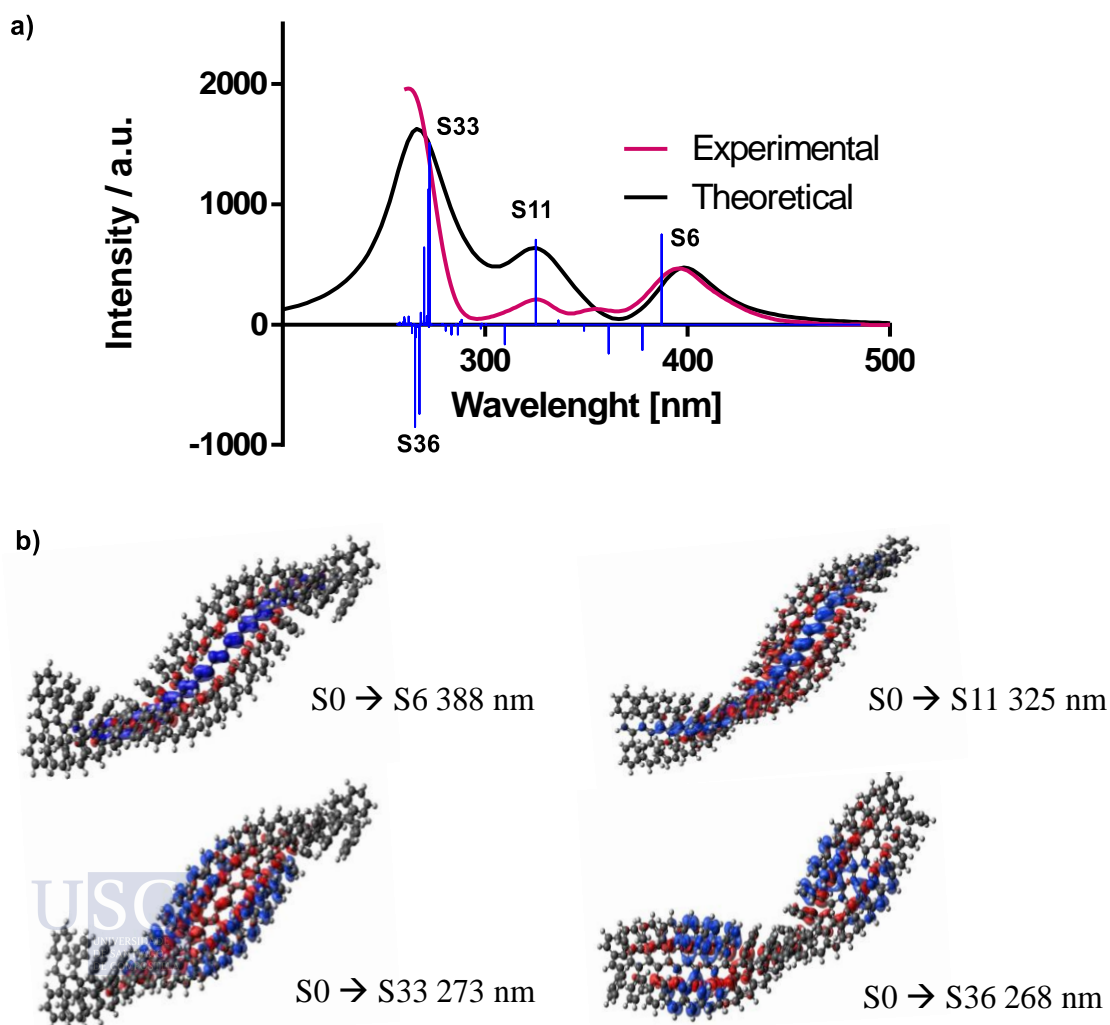 a)
2000
1000
0
-1000
Intensity / a.u.
S33
S11
S6
S36
Experimental
Theoretical
300
400
500
Wavelenght [nm]
b)
S0 → S6 388 nm
S0 → S11 325 nm
USC
S0 → S33 273 nm
S0 → S36 268 nm